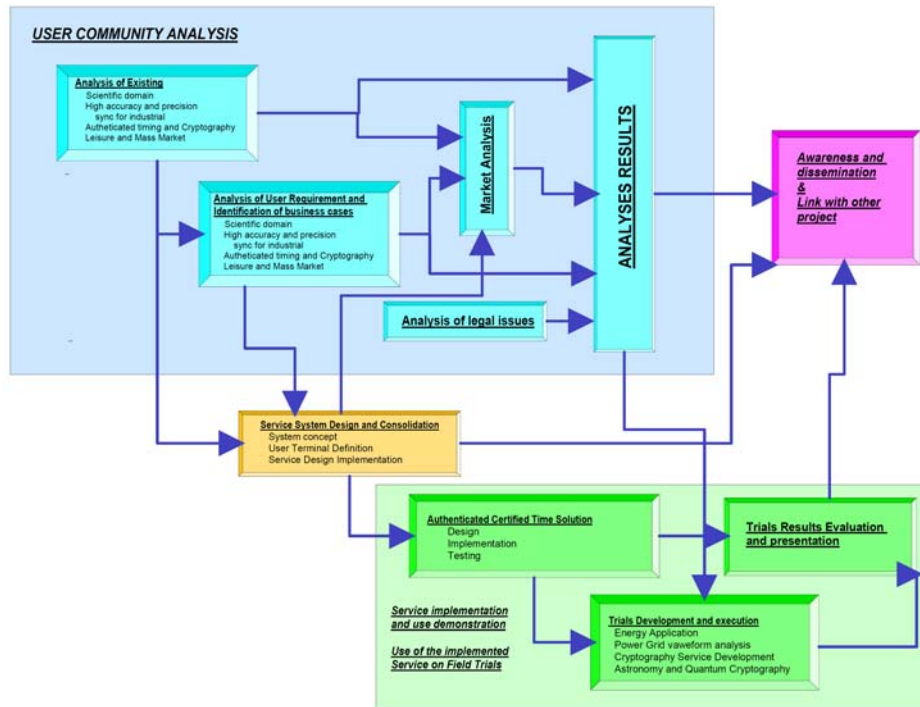 USER COMMUNITY ANALYSIS
Analysis of Existing
Scientific domain
High accuracy and precision
sync for industrial
Autheticated timing and Cryptography
Leisure and Mass Market
Analysis of User Requirement and
Identification of business cases
Scientific domain
High accuracy and precision
sync for industrial
Autheticated timing and Cryptography
Leisure and Mass Market
Market Analysis
Analysis of legal issues
ANALYSES RESULTS
Awareness and
dissemination
&
Link with other
project
Service System Design and Consolidation
System concept
User Terminal Definition
Service Design Implementation
Authenticated Certified Time Solution
Design
Implementation
Testing
Trials Results Evaluation
and presentation
Service implementation
and use demonstration
Use of the implemented
Service on Field Trials
Trials Development and execution
Energy Application
Power Grid vaweform analysis
Cryptography Service Development
Astronomy and Quantum Cryptography